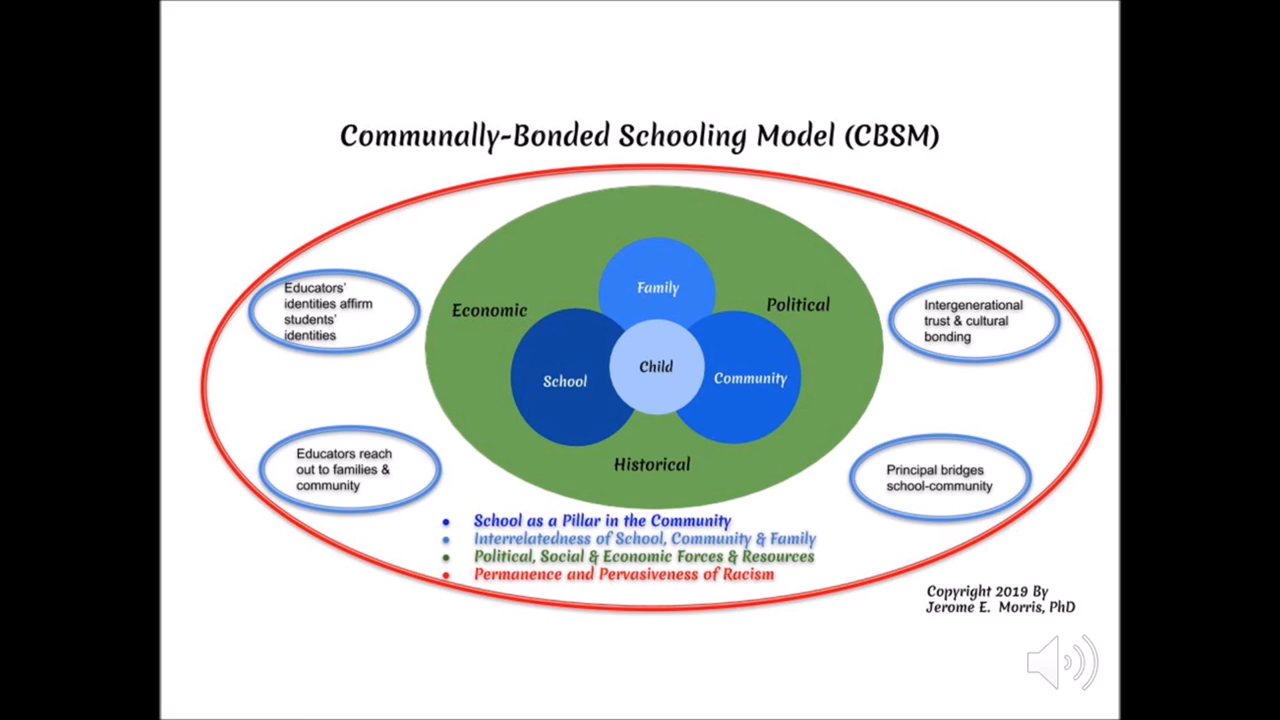 Communally-Bonded Schooling Model (CBSM)
Educators'
identities affirm
students'
identities
Economic
Family
Political
Intergenerational
trust & cultural
bonding
School
Child
Community
Educators reach
out to families &
community
Historical
Principal bridges
school-community
• School as a Pillar in the Community
• Interrelatedness of School, Community & Family
• Political, Social & Economic Forces & Resources
• Permanence and Pervasiveness of Racism
Copyright 2019 By
Jerome E. Morris, PhD